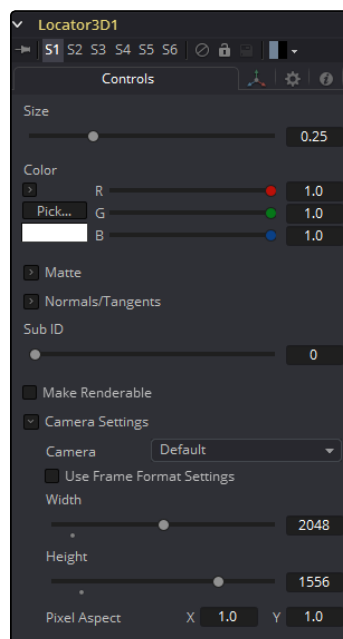 Locator3D1
S1 S2 S3 S4 S5 S6
Controls
Size
0.25
Color
R 1.0
Pick... G 1.0
B 1.0
Matte
Normals/Tangents
Sub ID
0
Make Renderable
Camera Settings
Camera Default
Use Frame Format Settings
Width
2048
Height
1556
Pixel Aspect X 1.0 Y 1.0